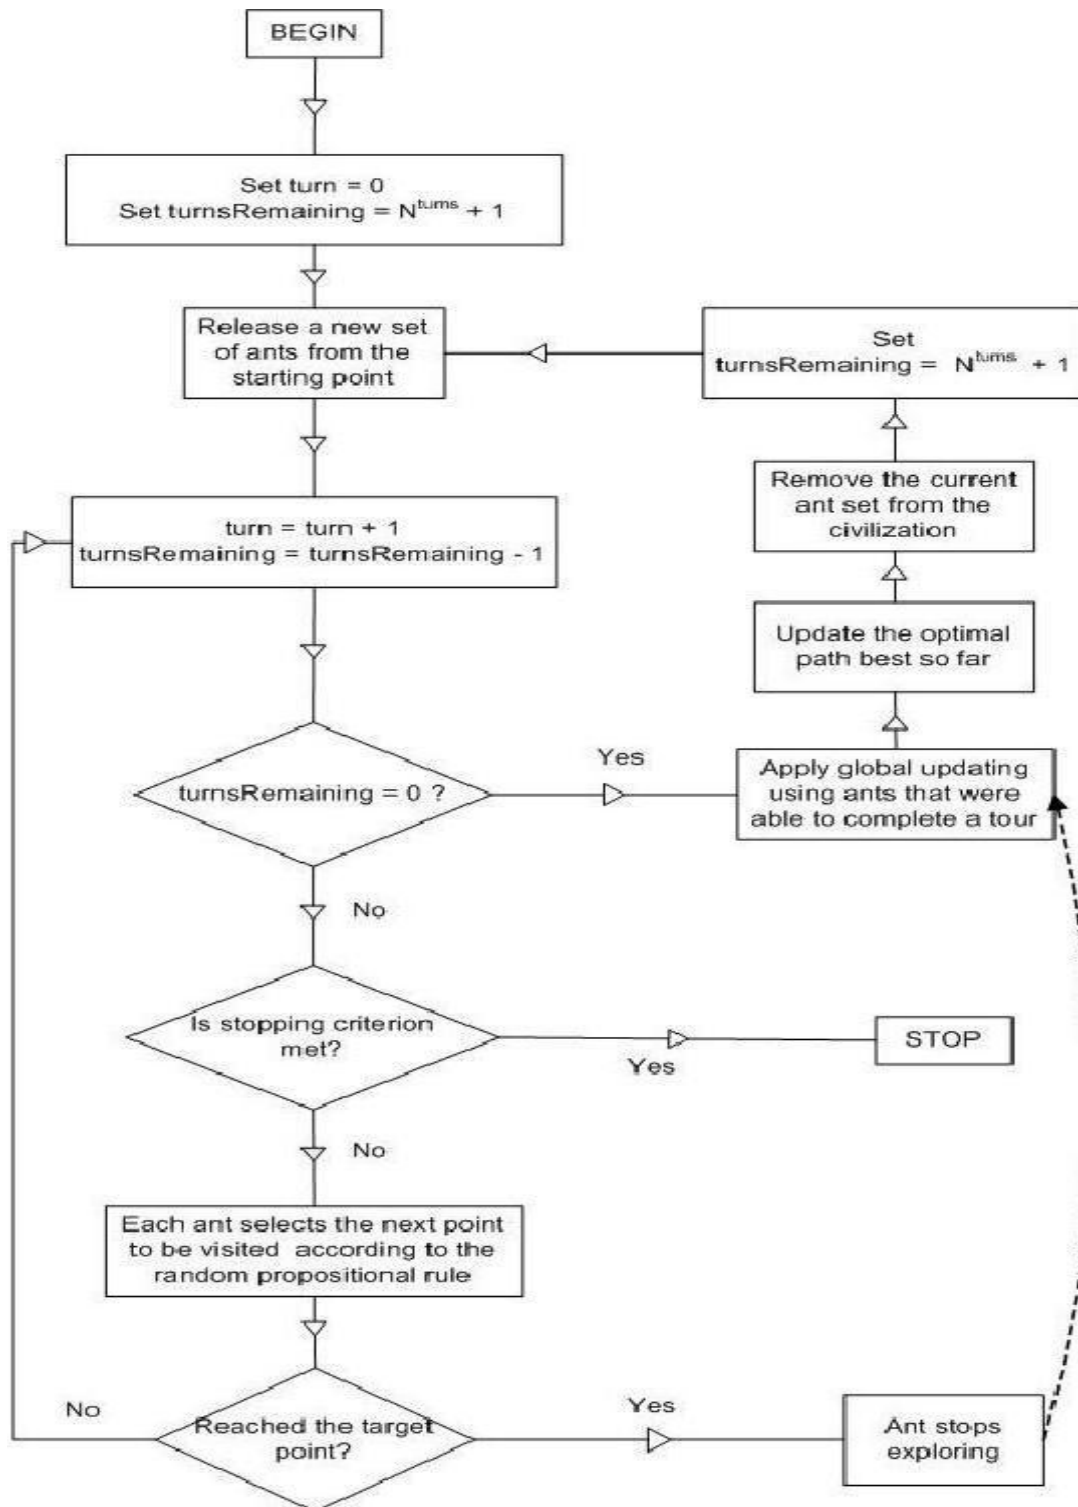 BEGIN
Set turn = 0
Set turnsRemaining = N^turns + 1
Release a new set
of ants from the
starting point
Set
turnsRemaining = N^turns + 1
Remove the current
ant set from the
civilization
turn = turn + 1
turnsRemaining = turnsRemaining - 1
Update the optimal
path best so far
turnsRemaining = 0 ?
Yes
Apply global updating
using ants that were
able to complete a tour
No
Is stopping criterion
met?
Yes
STOP
No
Each ant selects the next point
to be visited according to the
random propositional rule
No
Reached the target
point?
Yes
Ant stops
exploring